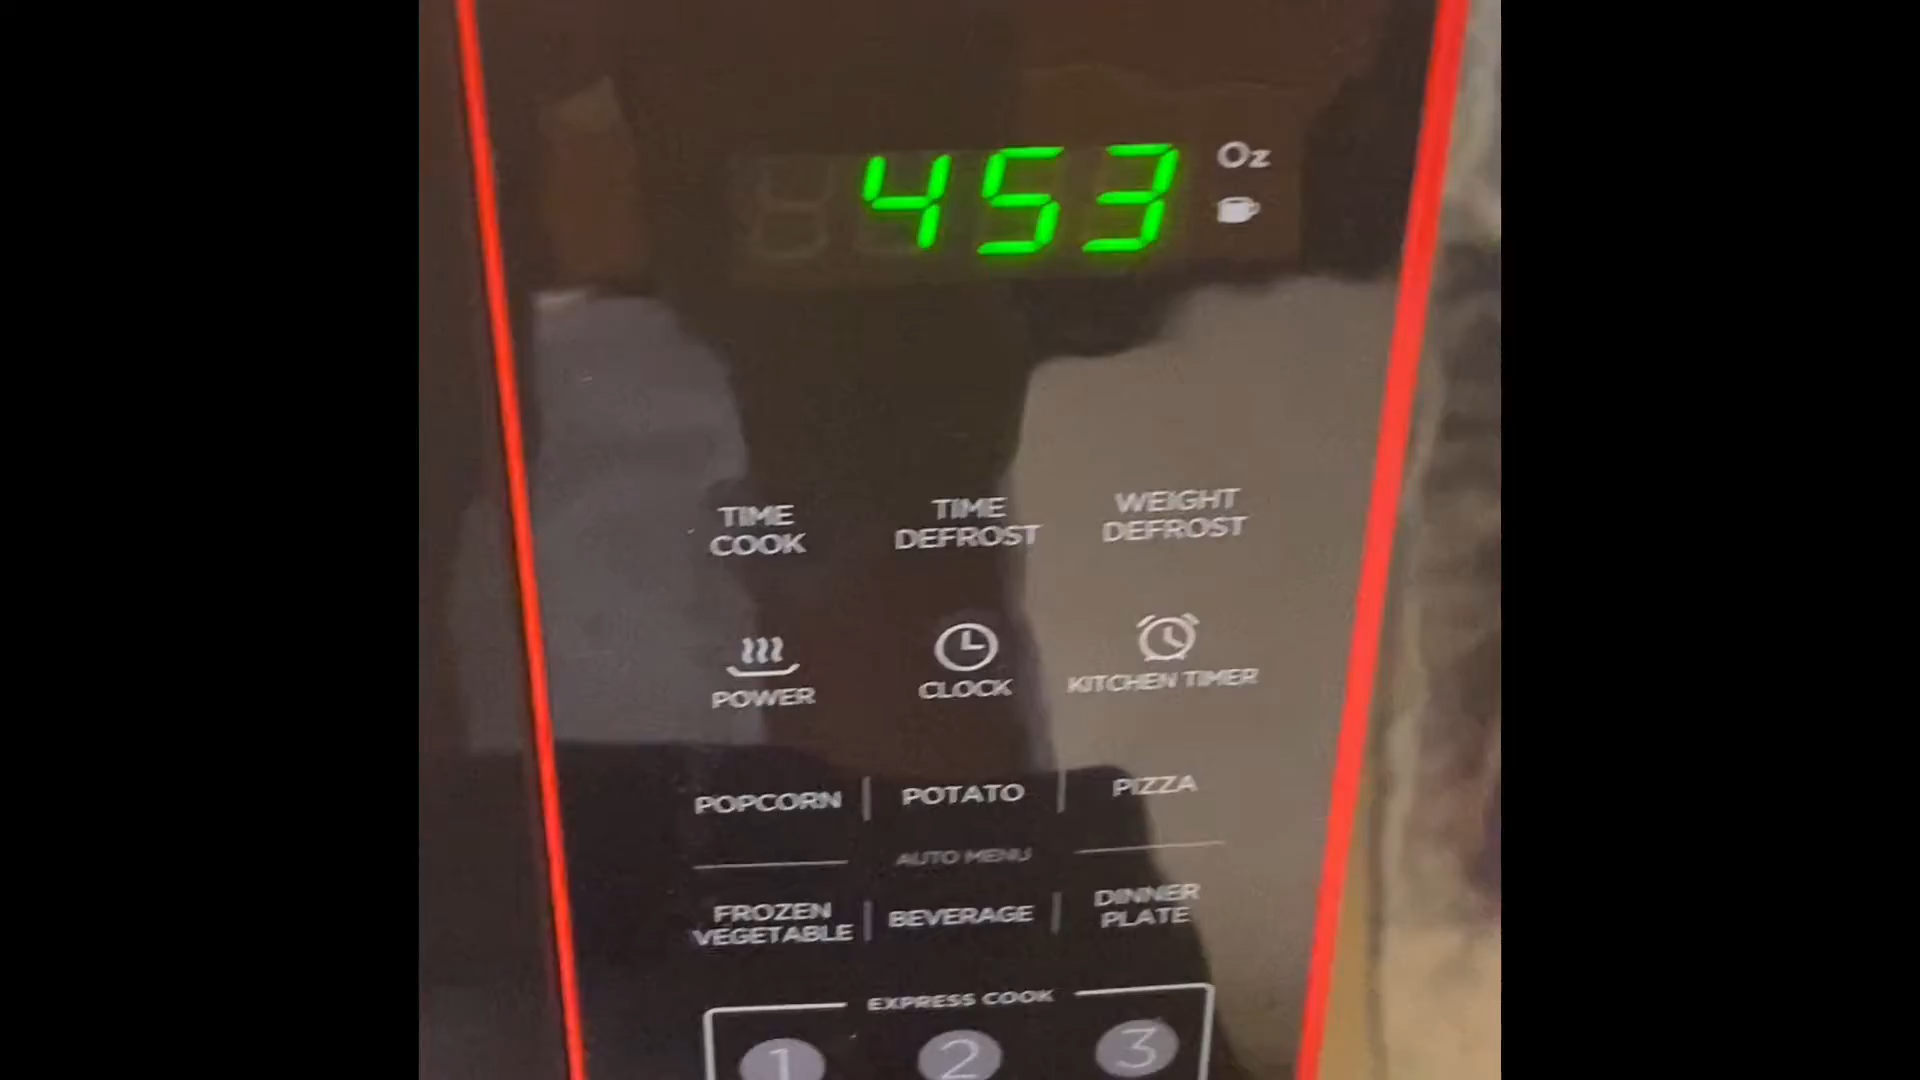 453
Oz
TIME COOK
TIME DEFROST
WEIGHT DEFROST
POWER
CLOCK
KITCHEN TIMER
POPCORN
POTATO
PIZZA
AUTO MENU
FROZEN VEGETABLE
BEVERAGE
DINNER PLATE
EXPRESS COOK
1
2
3